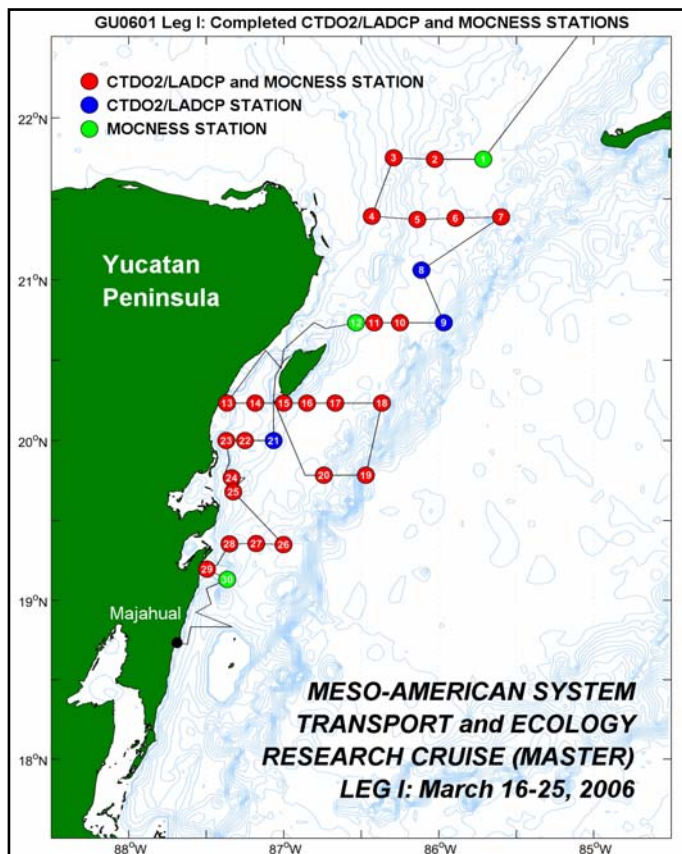 GU0601 Leg I: Completed CTDO2/LADCP and MOCNESS STATIONS
CTDO2/LADCP and MOCNESS STATION
CTDO2/LADCP STATION
MOCNESS STATION
22°N
21°N
20°N
19°N
18°N
Yucatan
Peninsula
3 2 1
4 5 6 7
8
12 11 10 9
13 14 15 16 17 18
23 22 21
24 20 19
25
28 27 26
29
30
Majahual
MESO-AMERICAN SYSTEM
TRANSPORT and ECOLOGY
RESEARCH CRUISE (MASTER)
LEG I: March 16-25, 2006
88°W 87°W 86°W 85°W